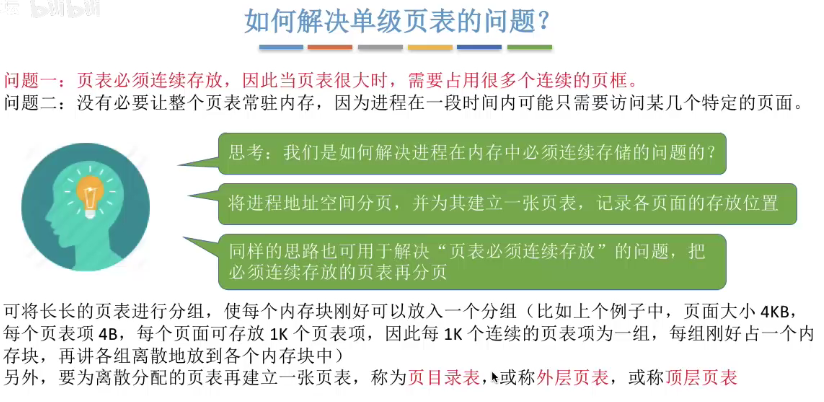 bilibili
如何解决单级页表的问题？
问题一：页表必须连续存放，因此当页表很大时，需要占用很多个连续的页框。
问题二：没有必要让整个页表常驻内存，因为进程在一段时间内可能只需要访问某几个特定的页面。
思考：我们是如何解决进程在内存中必须连续存储的问题的？
将进程地址空间分页，并为其建立一张页表，记录各页面的存放位置
同样的思路也可用于解决“页表必须连续存放”的问题，把
必须连续存放的页表再分页
可将长长的页表进行分组，使每个内存块刚好可以放入一个分组（比如上个例子中，页面大小 4KB，
每个页表项 4B，每个页面可存放 1K 个页表项，因此每 1K 个连续的页表项为一组，每组刚好占一个内
存块，再讲各组离散地放到各个内存块中）
另外，要为离散分配的页表再建立一张页表，称为页目录表，或称外层页表，或称顶层页表